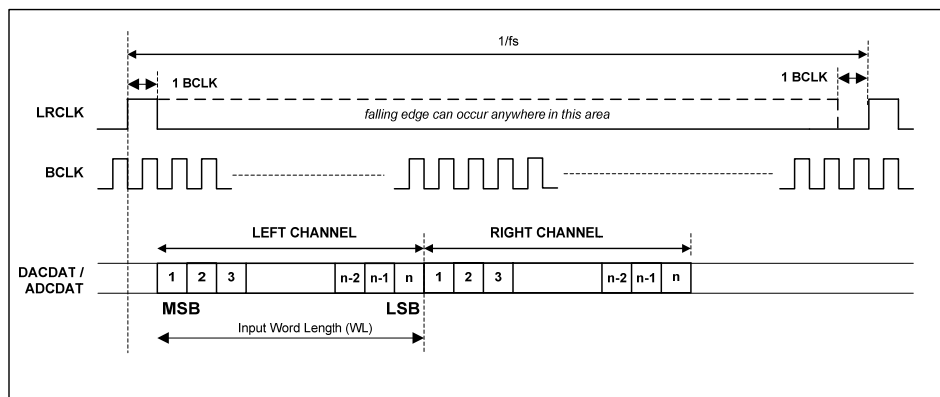 1/fs
1 BCLK
1 BCLK
LRCLK
falling edge can occur anywhere in this area
BCLK
LEFT CHANNEL
RIGHT CHANNEL
DACDAT /
ADCDAT
1 2 3 n-2 n-1 n 1 2 3 n-2 n-1 n
MSB
LSB
Input Word Length (WL)